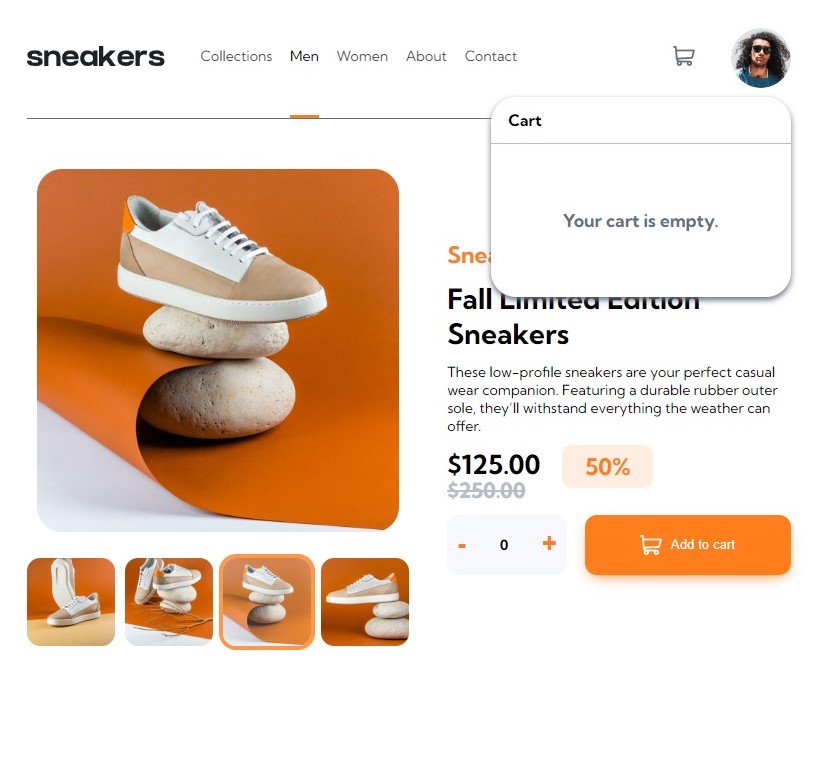 sneakers
Collections Men Women About Contact
Cart
Your cart is empty.
Fall Limited Edition
Sneakers
These low-profile sneakers are your perfect casual
wear companion. Featuring a durable rubber outer
sole, they'll withstand everything the weather can
offer.
$125.00 50%
$250.00
- 0 + Add to cart